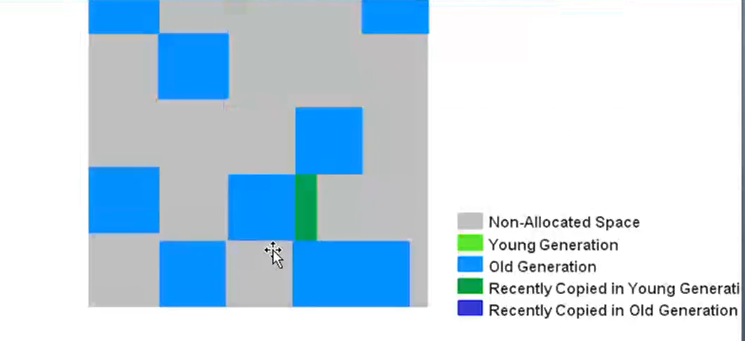 Non-Allocated Space
Young Generation
Old Generation
Recently Copied in Young Generati
Recently Copied in Old Generation